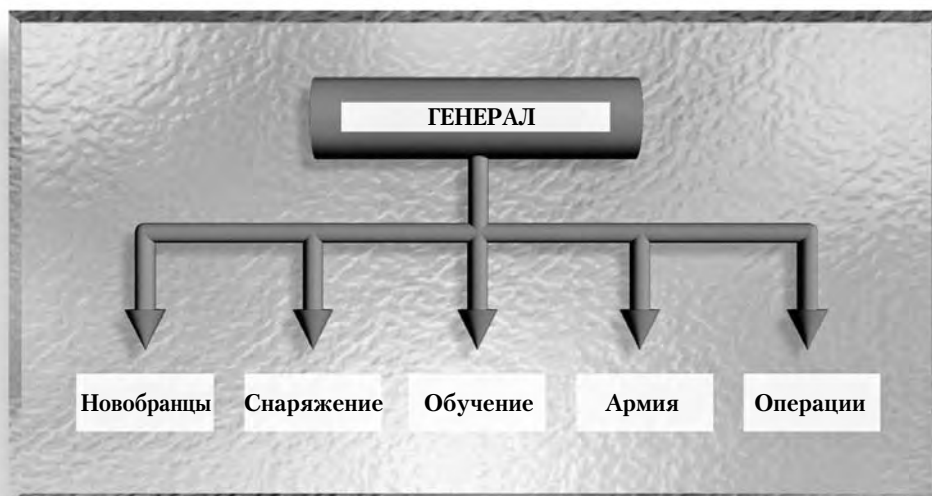 ГЕНЕРАЛ
Новобранцы
Снаряжение
Обучение
Армия
Операции